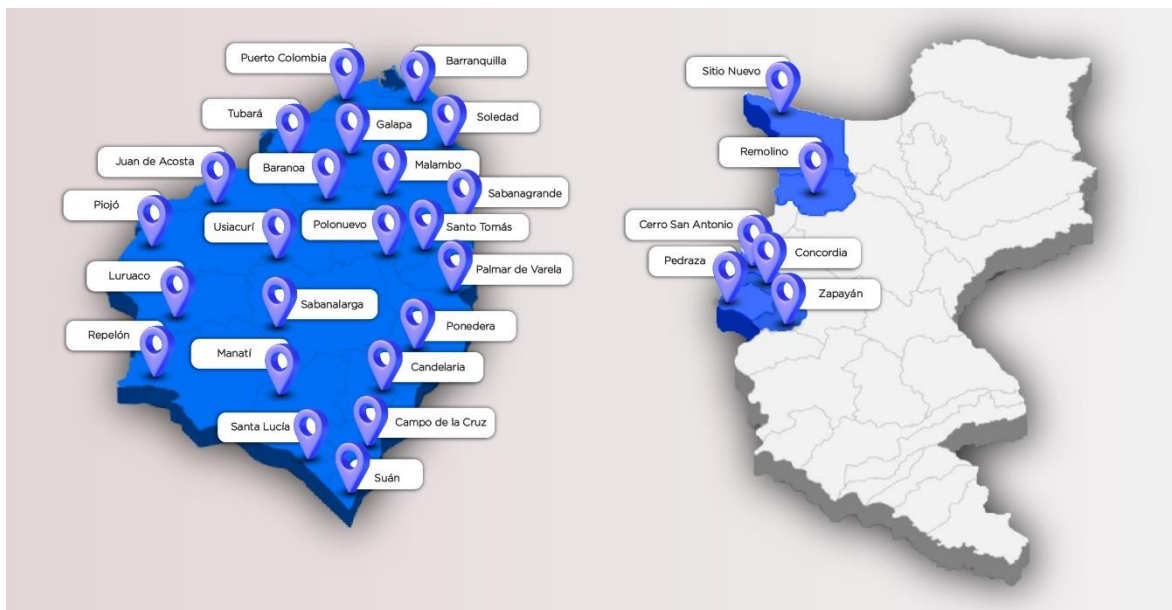 Puerto Colombia
Barranquilla
Tubará
Galapa
Soledad
Juan de Acosta
Baranoa
Malambo
Sabanagrande
Piojó
Usiacurí
Polonuevo
Santo Tomás
Luruaco
Palmar de Varela
Sabanalarga
Repelón
Ponedera
Manatí
Candelaria
Santa Lucía
Campo de la Cruz
Suán
Sitio Nuevo
Remolino
Cerro San Antonio
Concordia
Pedraza
Zapayán